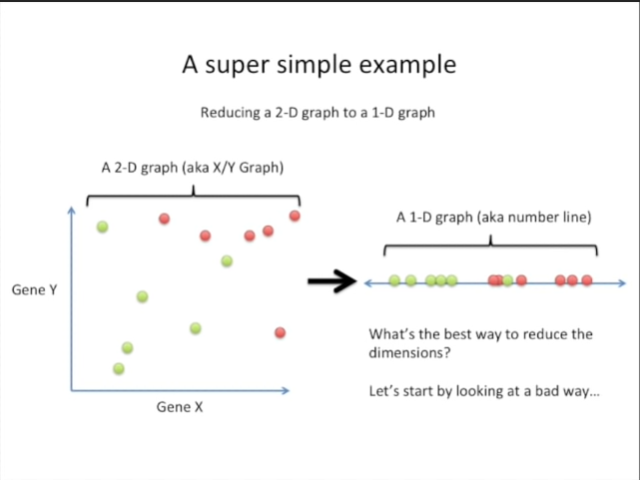 A super simple example
Reducing a 2-D graph to a 1-D graph
A 2-D graph (aka X/Y Graph)
Gene Y
Gene X
A 1-D graph (aka number line)
What's the best way to reduce the
dimensions?
Let's start by looking at a bad way…